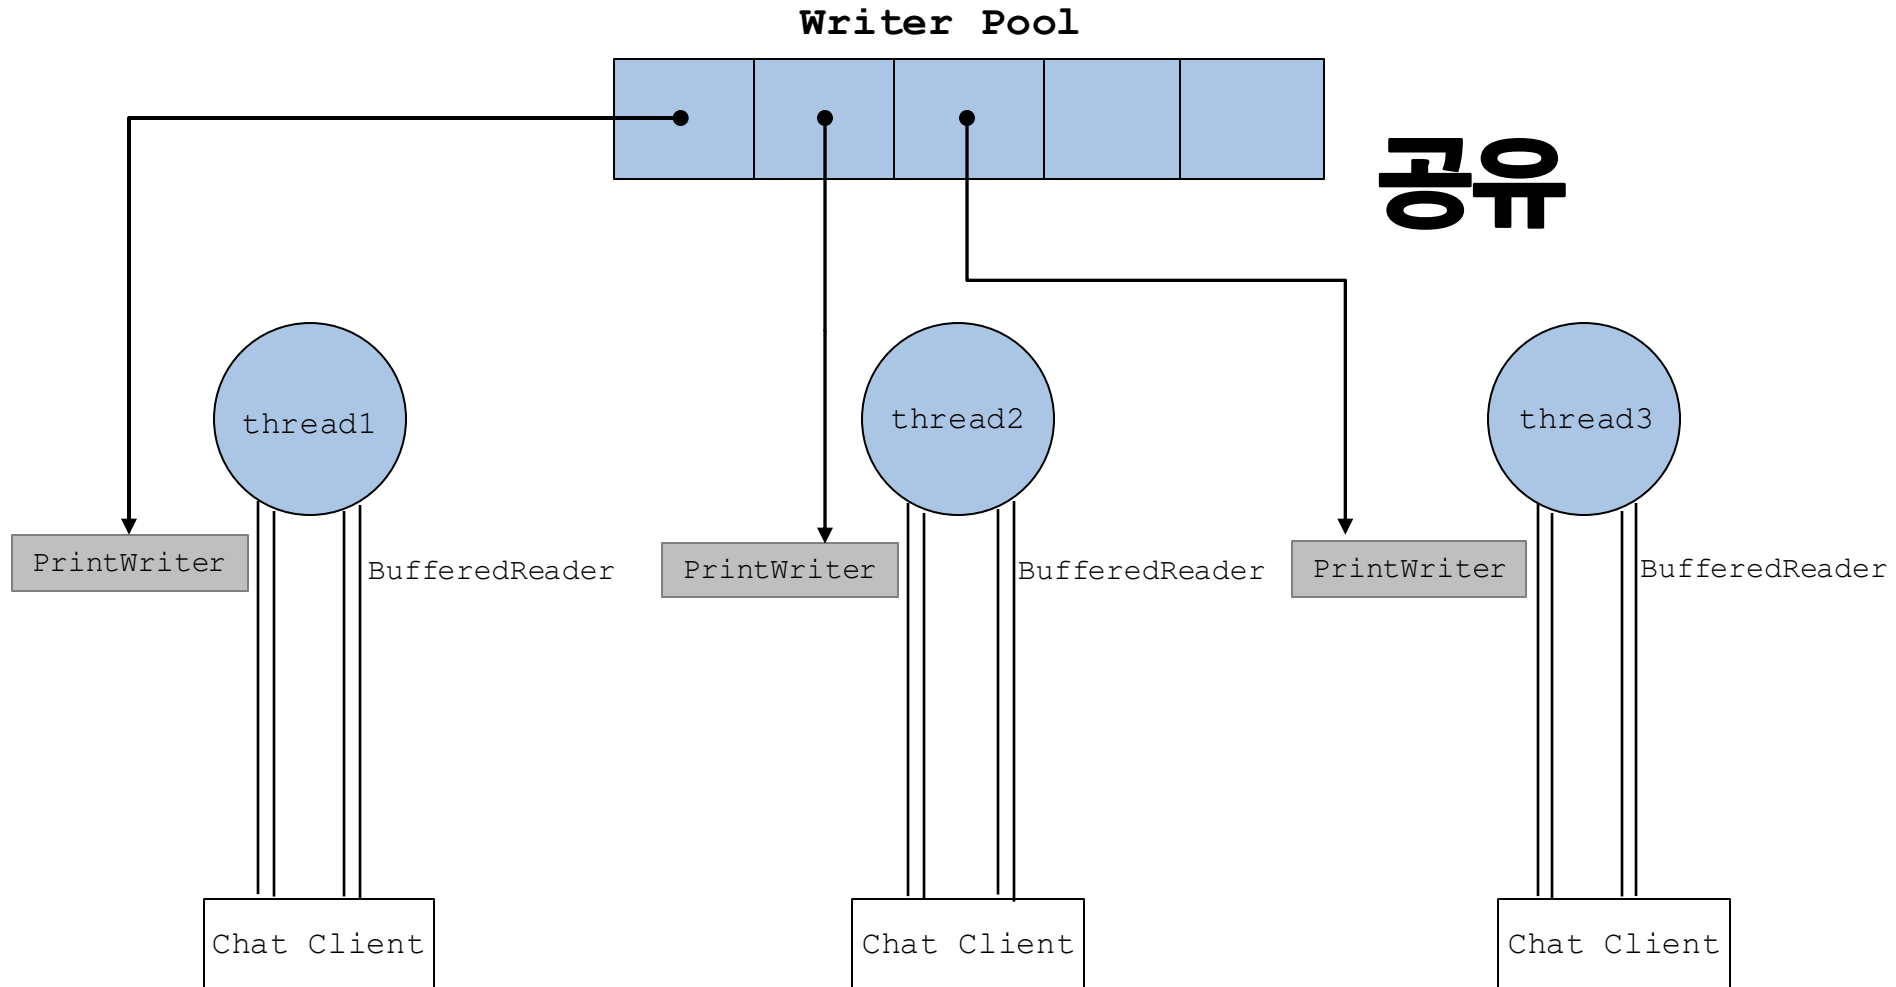 Writer Pool
공유
thread1
thread2
thread3
PrintWriter
BufferedReader
PrintWriter
BufferedReader
PrintWriter
BufferedReader
Chat Client
Chat Client
Chat Client